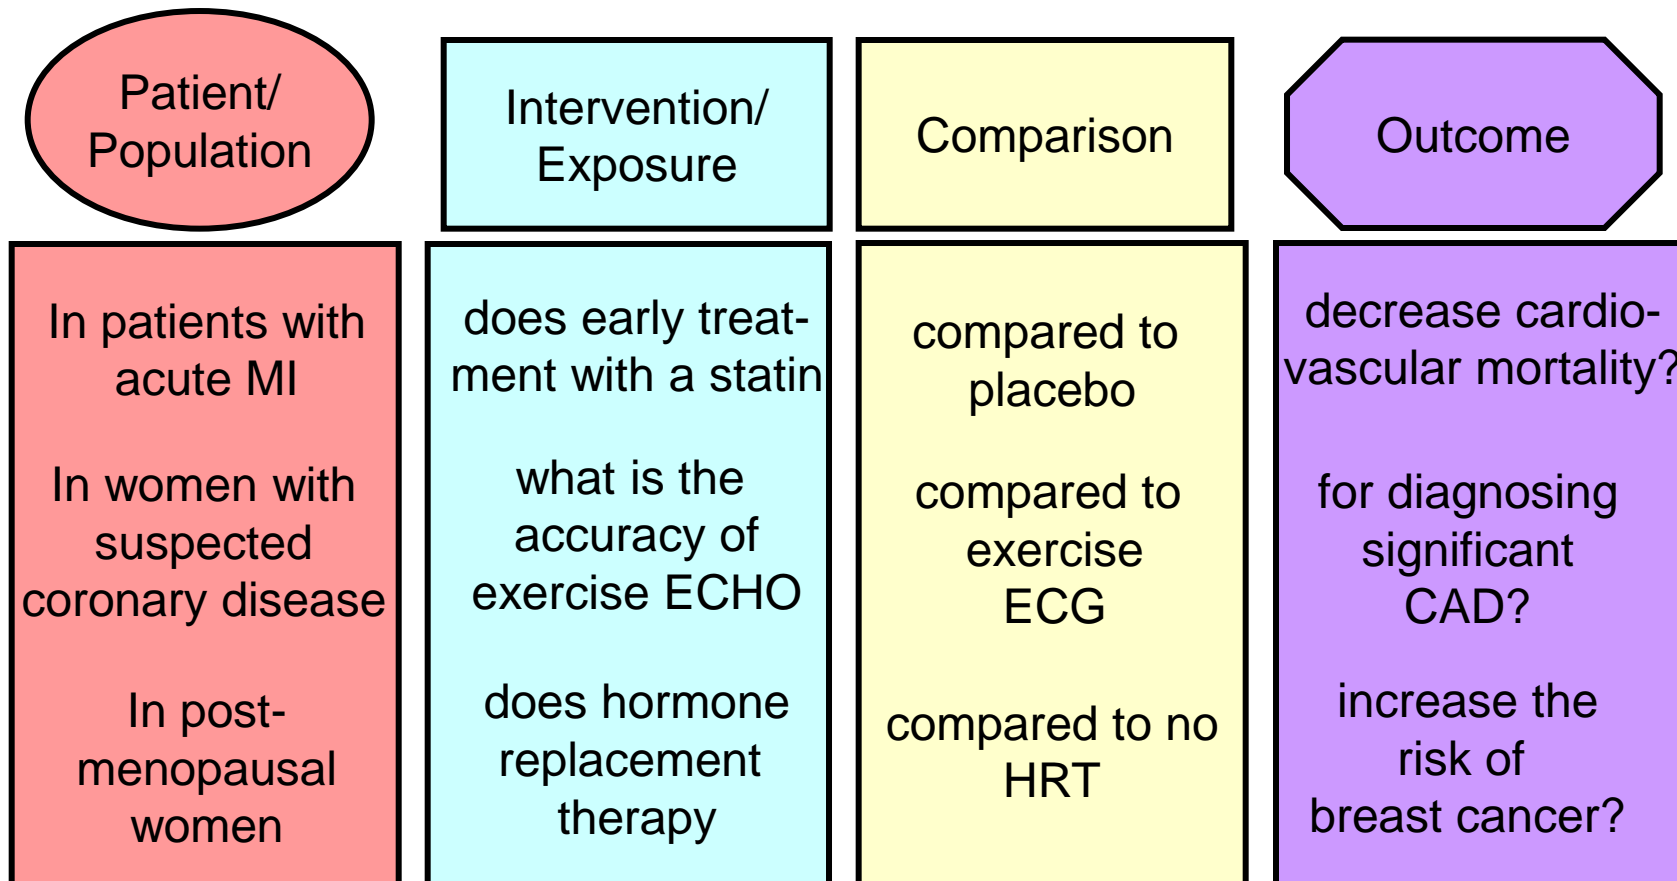 Patient/
Population
Intervention/
Exposure
Comparison
Outcome
In patients with
acute MI
does early treat-
ment with a statin
compared to
placebo
decrease cardio-
vascular mortality?
In women with
suspected
coronary disease
what is the
accuracy of
exercise ECHO
compared to
exercise
ECG
for diagnosing
significant
CAD?
In post-
menopausal
women
does hormone
replacement
therapy
compared to no
HRT
increase the
risk of
breast cancer?